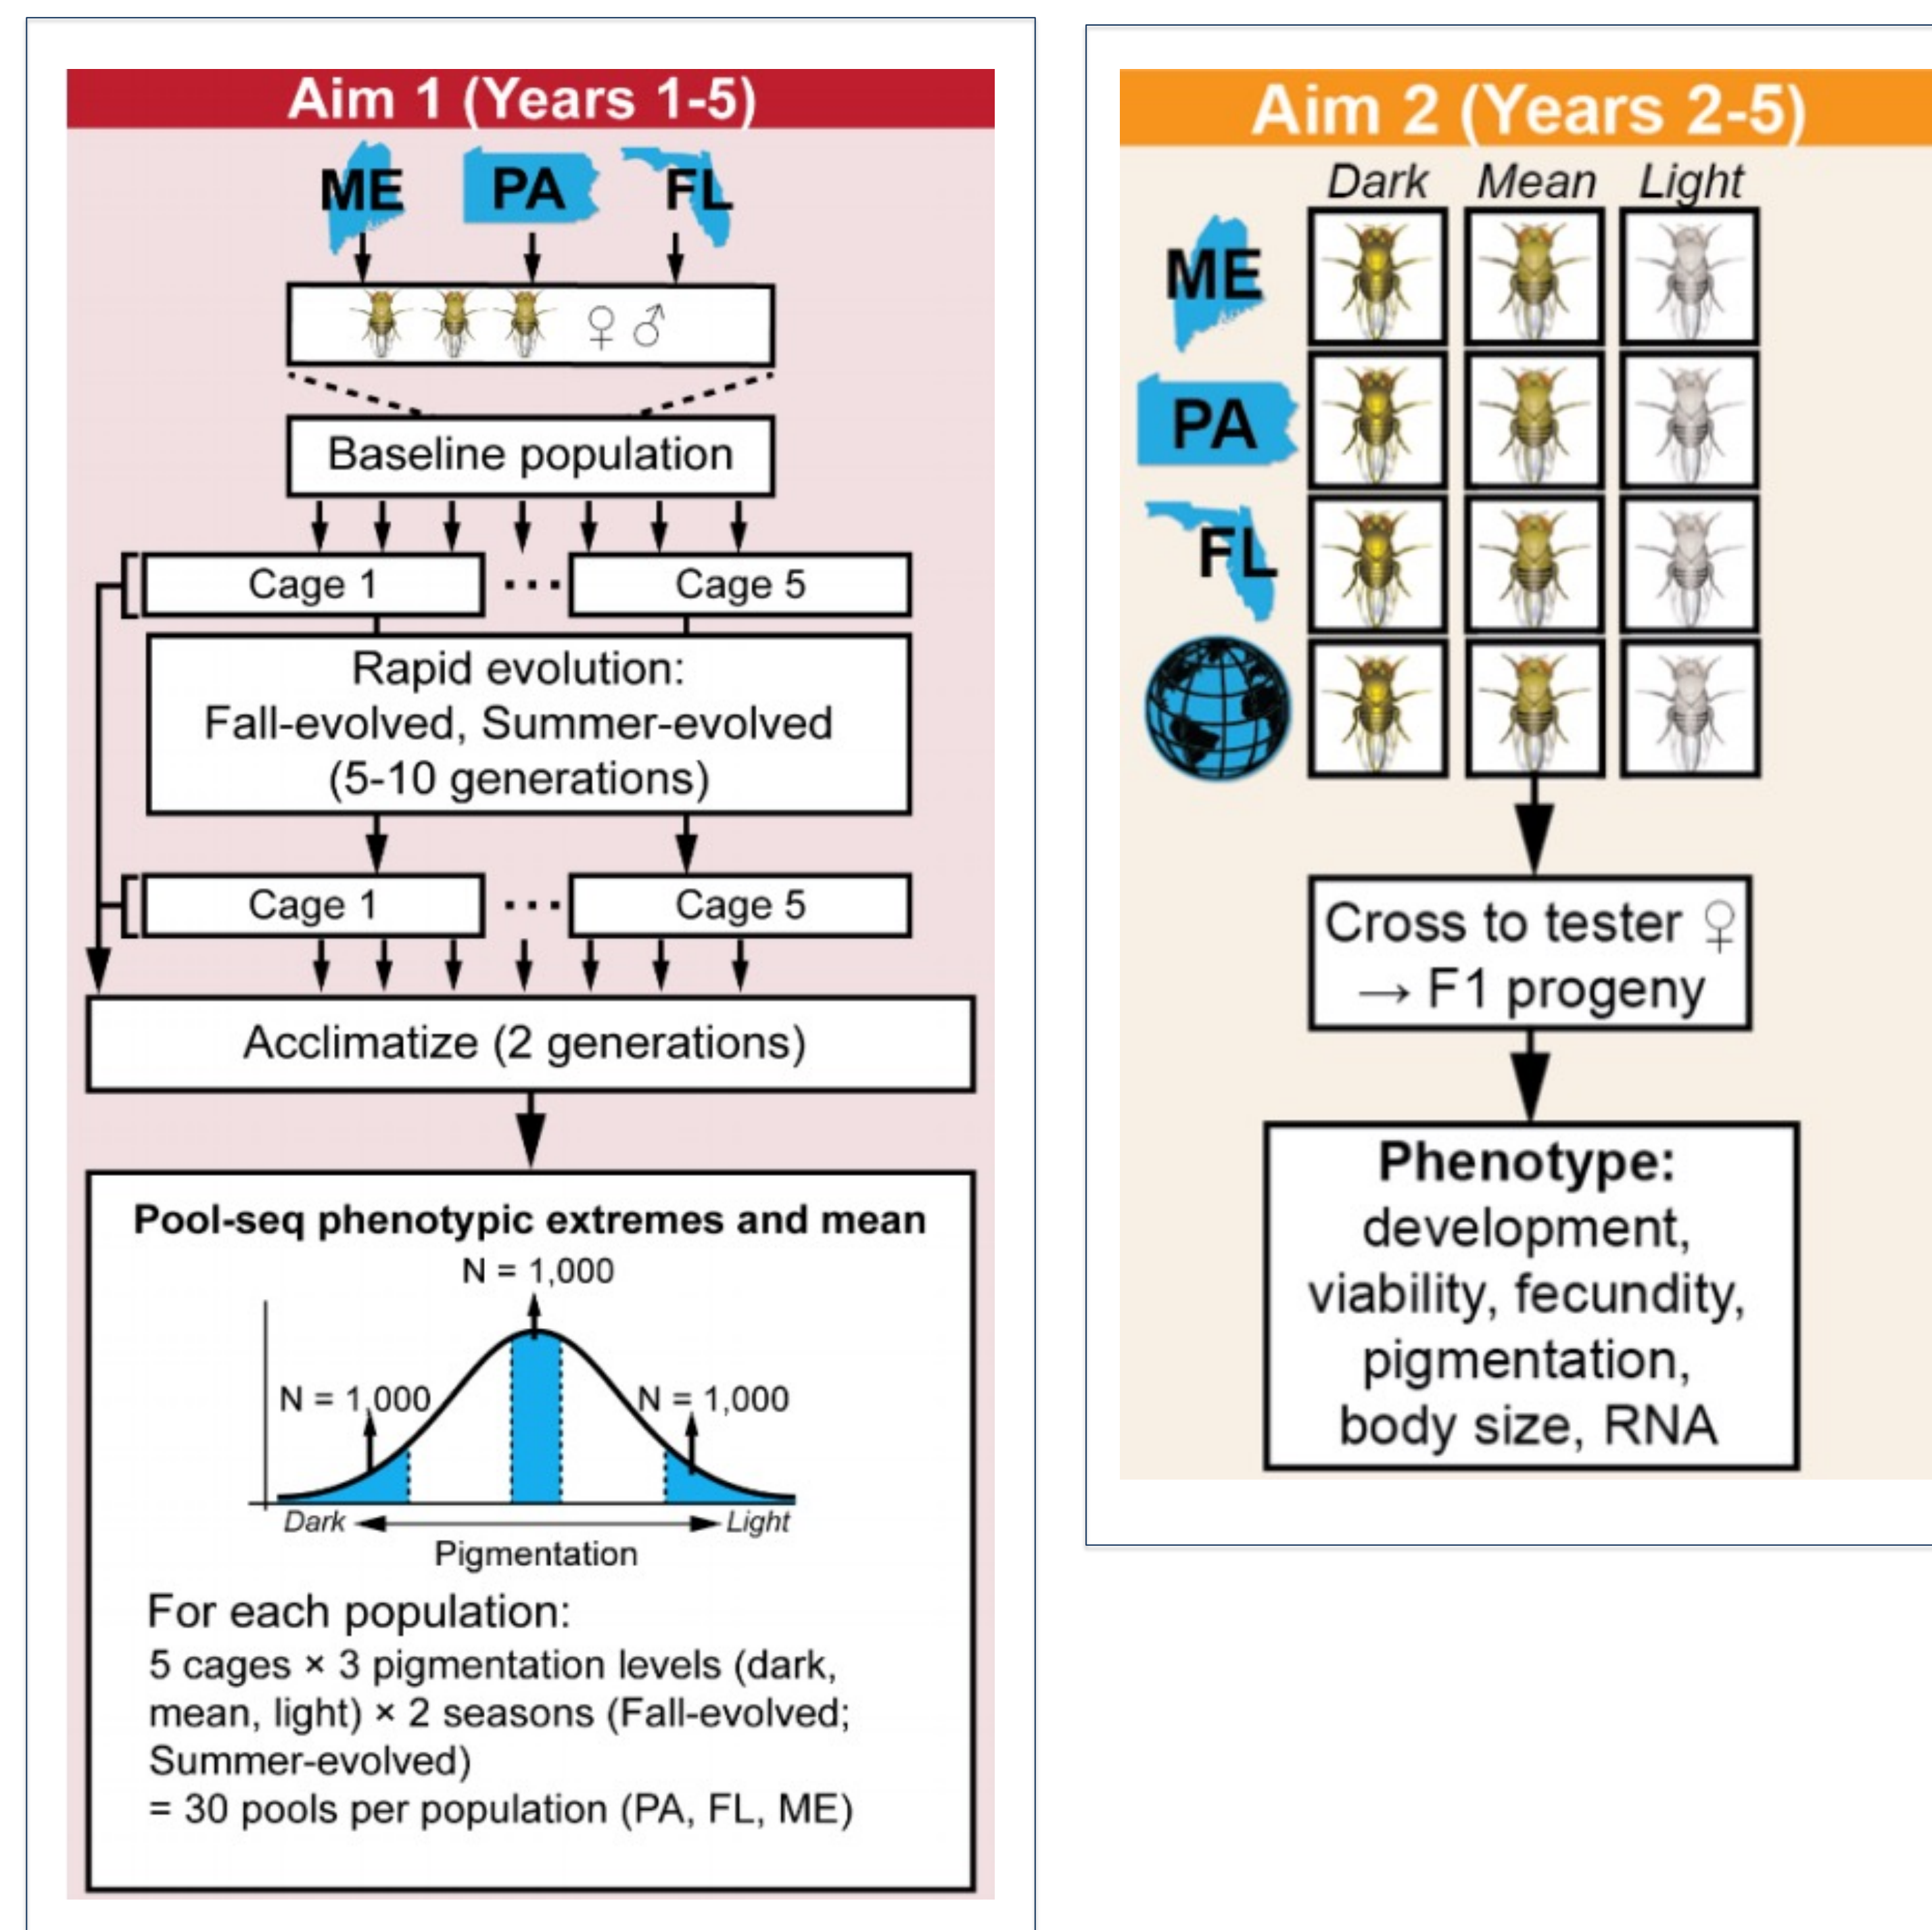 Aim 1 (Years 1-5)
ME PA FL
♀ ♂
Baseline population
Cage 1 ... Cage 5
Rapid evolution:
Fall-evolved, Summer-evolved
(5-10 generations)
Cage 1 ... Cage 5
Acclimatize (2 generations)
Pool-seq phenotypic extremes and mean
N = 1,000
N = 1,000 N = 1,000
Dark Light
Pigmentation
For each population:
5 cages × 3 pigmentation levels (dark,
mean, light) × 2 seasons (Fall-evolved;
Summer-evolved)
= 30 pools per population (PA, FL, ME)
Aim 2 (Years 2-5)
Dark Mean Light
ME
PA
FL
Cross to tester ♀
→ F1 progeny
Phenotype:
development,
viability, fecundity,
pigmentation,
body size, RNA